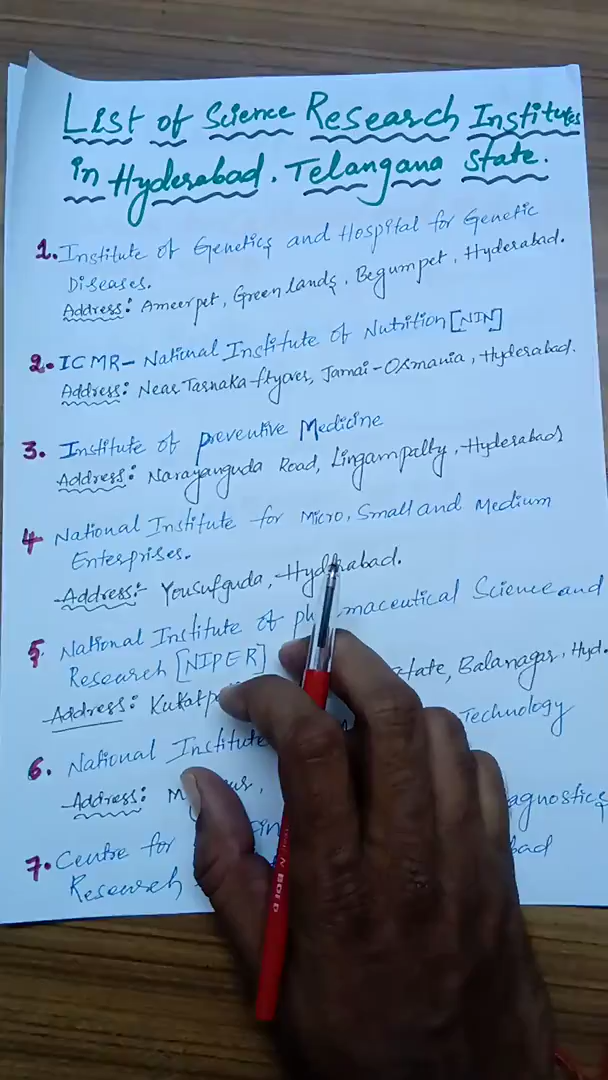 List of Science Research Institutes
in Hyderabad. Telangana State.
1. Institute of Genetics and Hospital for Genetic
Diseases.
Address: Ameerpet, Greenlands, Begumpet, Hyderabad.
2. ICMR- National Institute of Nutrition [NIN]
Address: Near Tarnaka-flyover, Jamai-Osmania, Hyderabad.
3. Institute of preventive Medicine
Address: Narayanguda Road, Lingampally, Hyderabad
4 National Institute for Micro, Small and Medium
Enterprises.
Address:- Yousufguda, Hyderabad.
5 National Institute of Science and
Research [NIPER]
Address: Balanagar, Hyd.
6. National Institute Technology
Address:
7. Centre for
Research